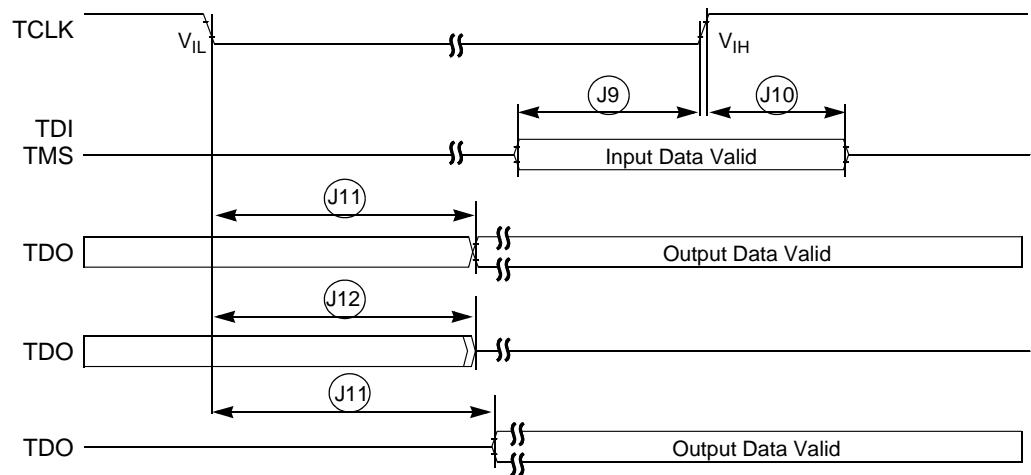 TCLK
VIL
VIH
J9
J10
TDI
TMS
Input Data Valid
J11
TDO
Output Data Valid
J12
TDO
J11
TDO
Output Data Valid